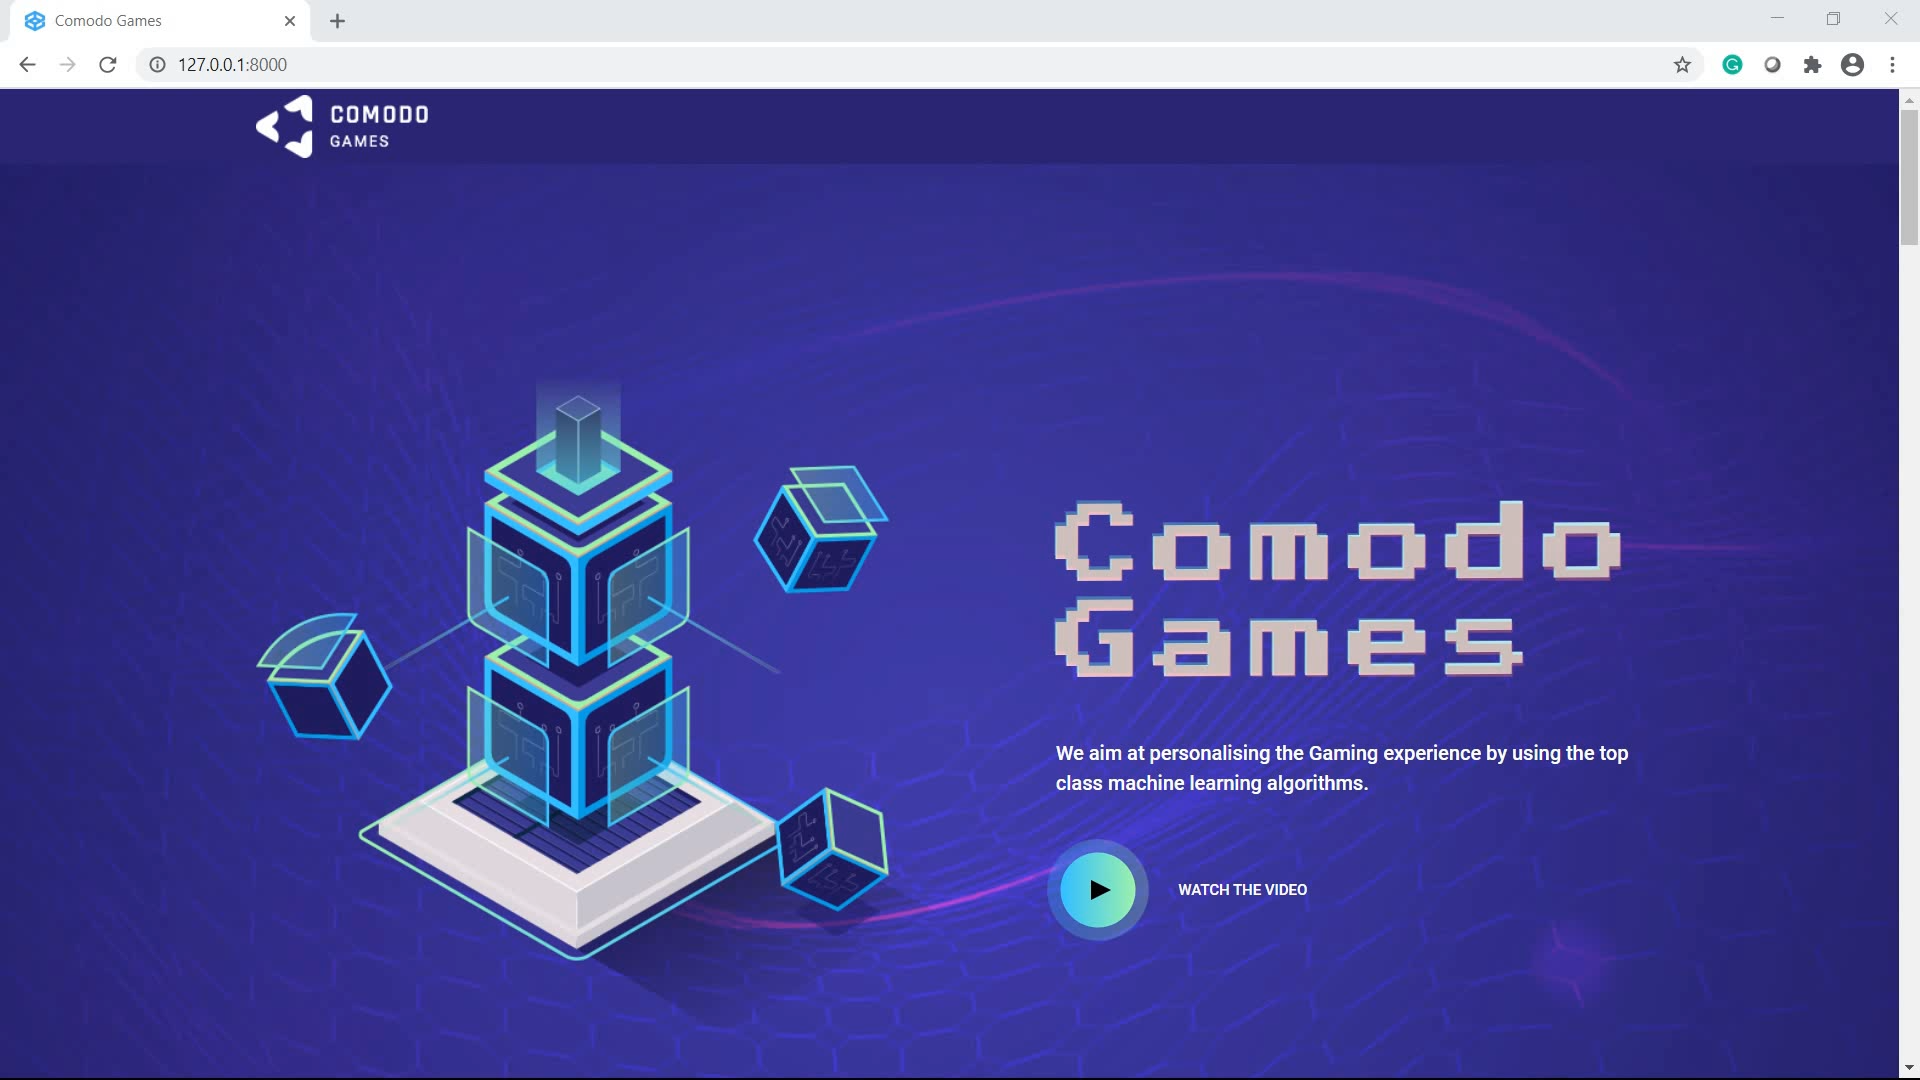 Comodo Games
127.0.0.1:8000
COMODO
GAMES
Comodo
Games
We aim at personalising the Gaming experience by using the top
class machine learning algorithms.
WATCH THE VIDEO